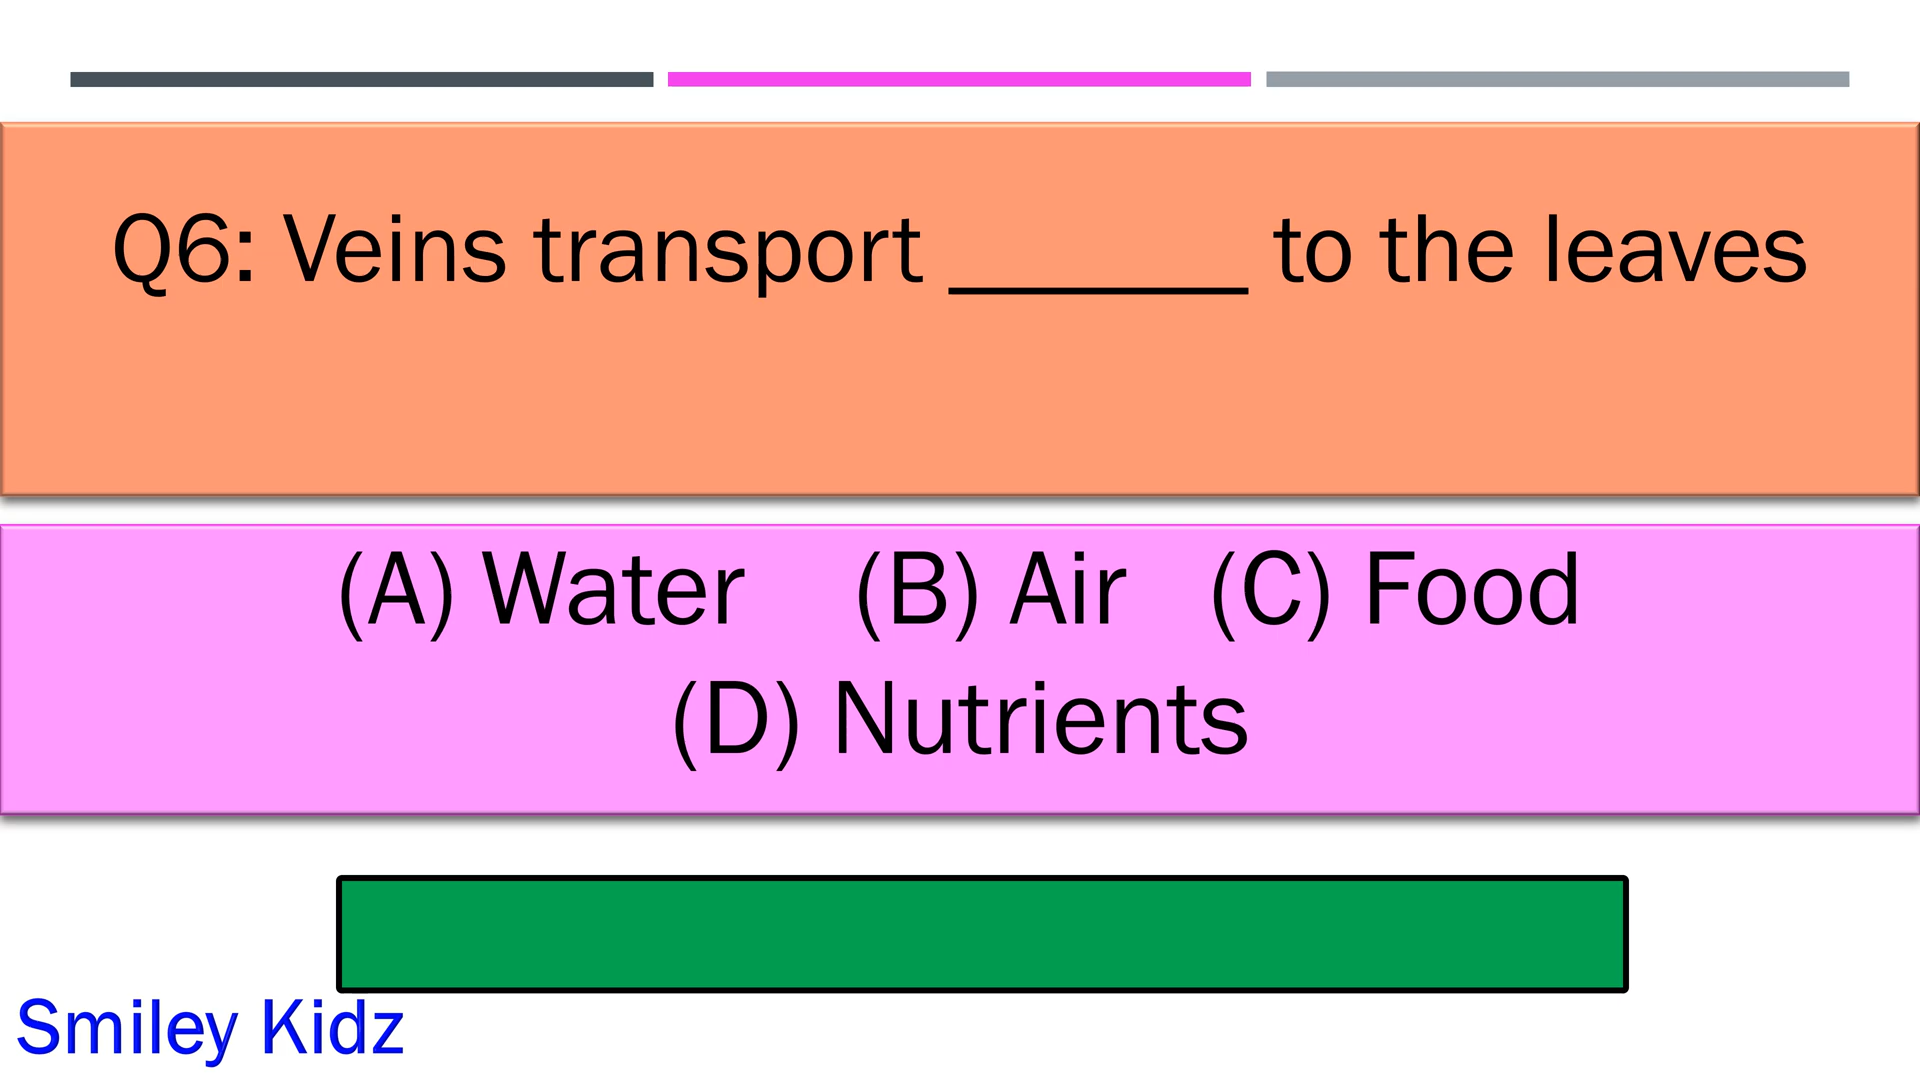 Q6: Veins transport ______ to the leaves
(A) Water (B) Air (C) Food
(D) Nutrients
Smiley Kidz